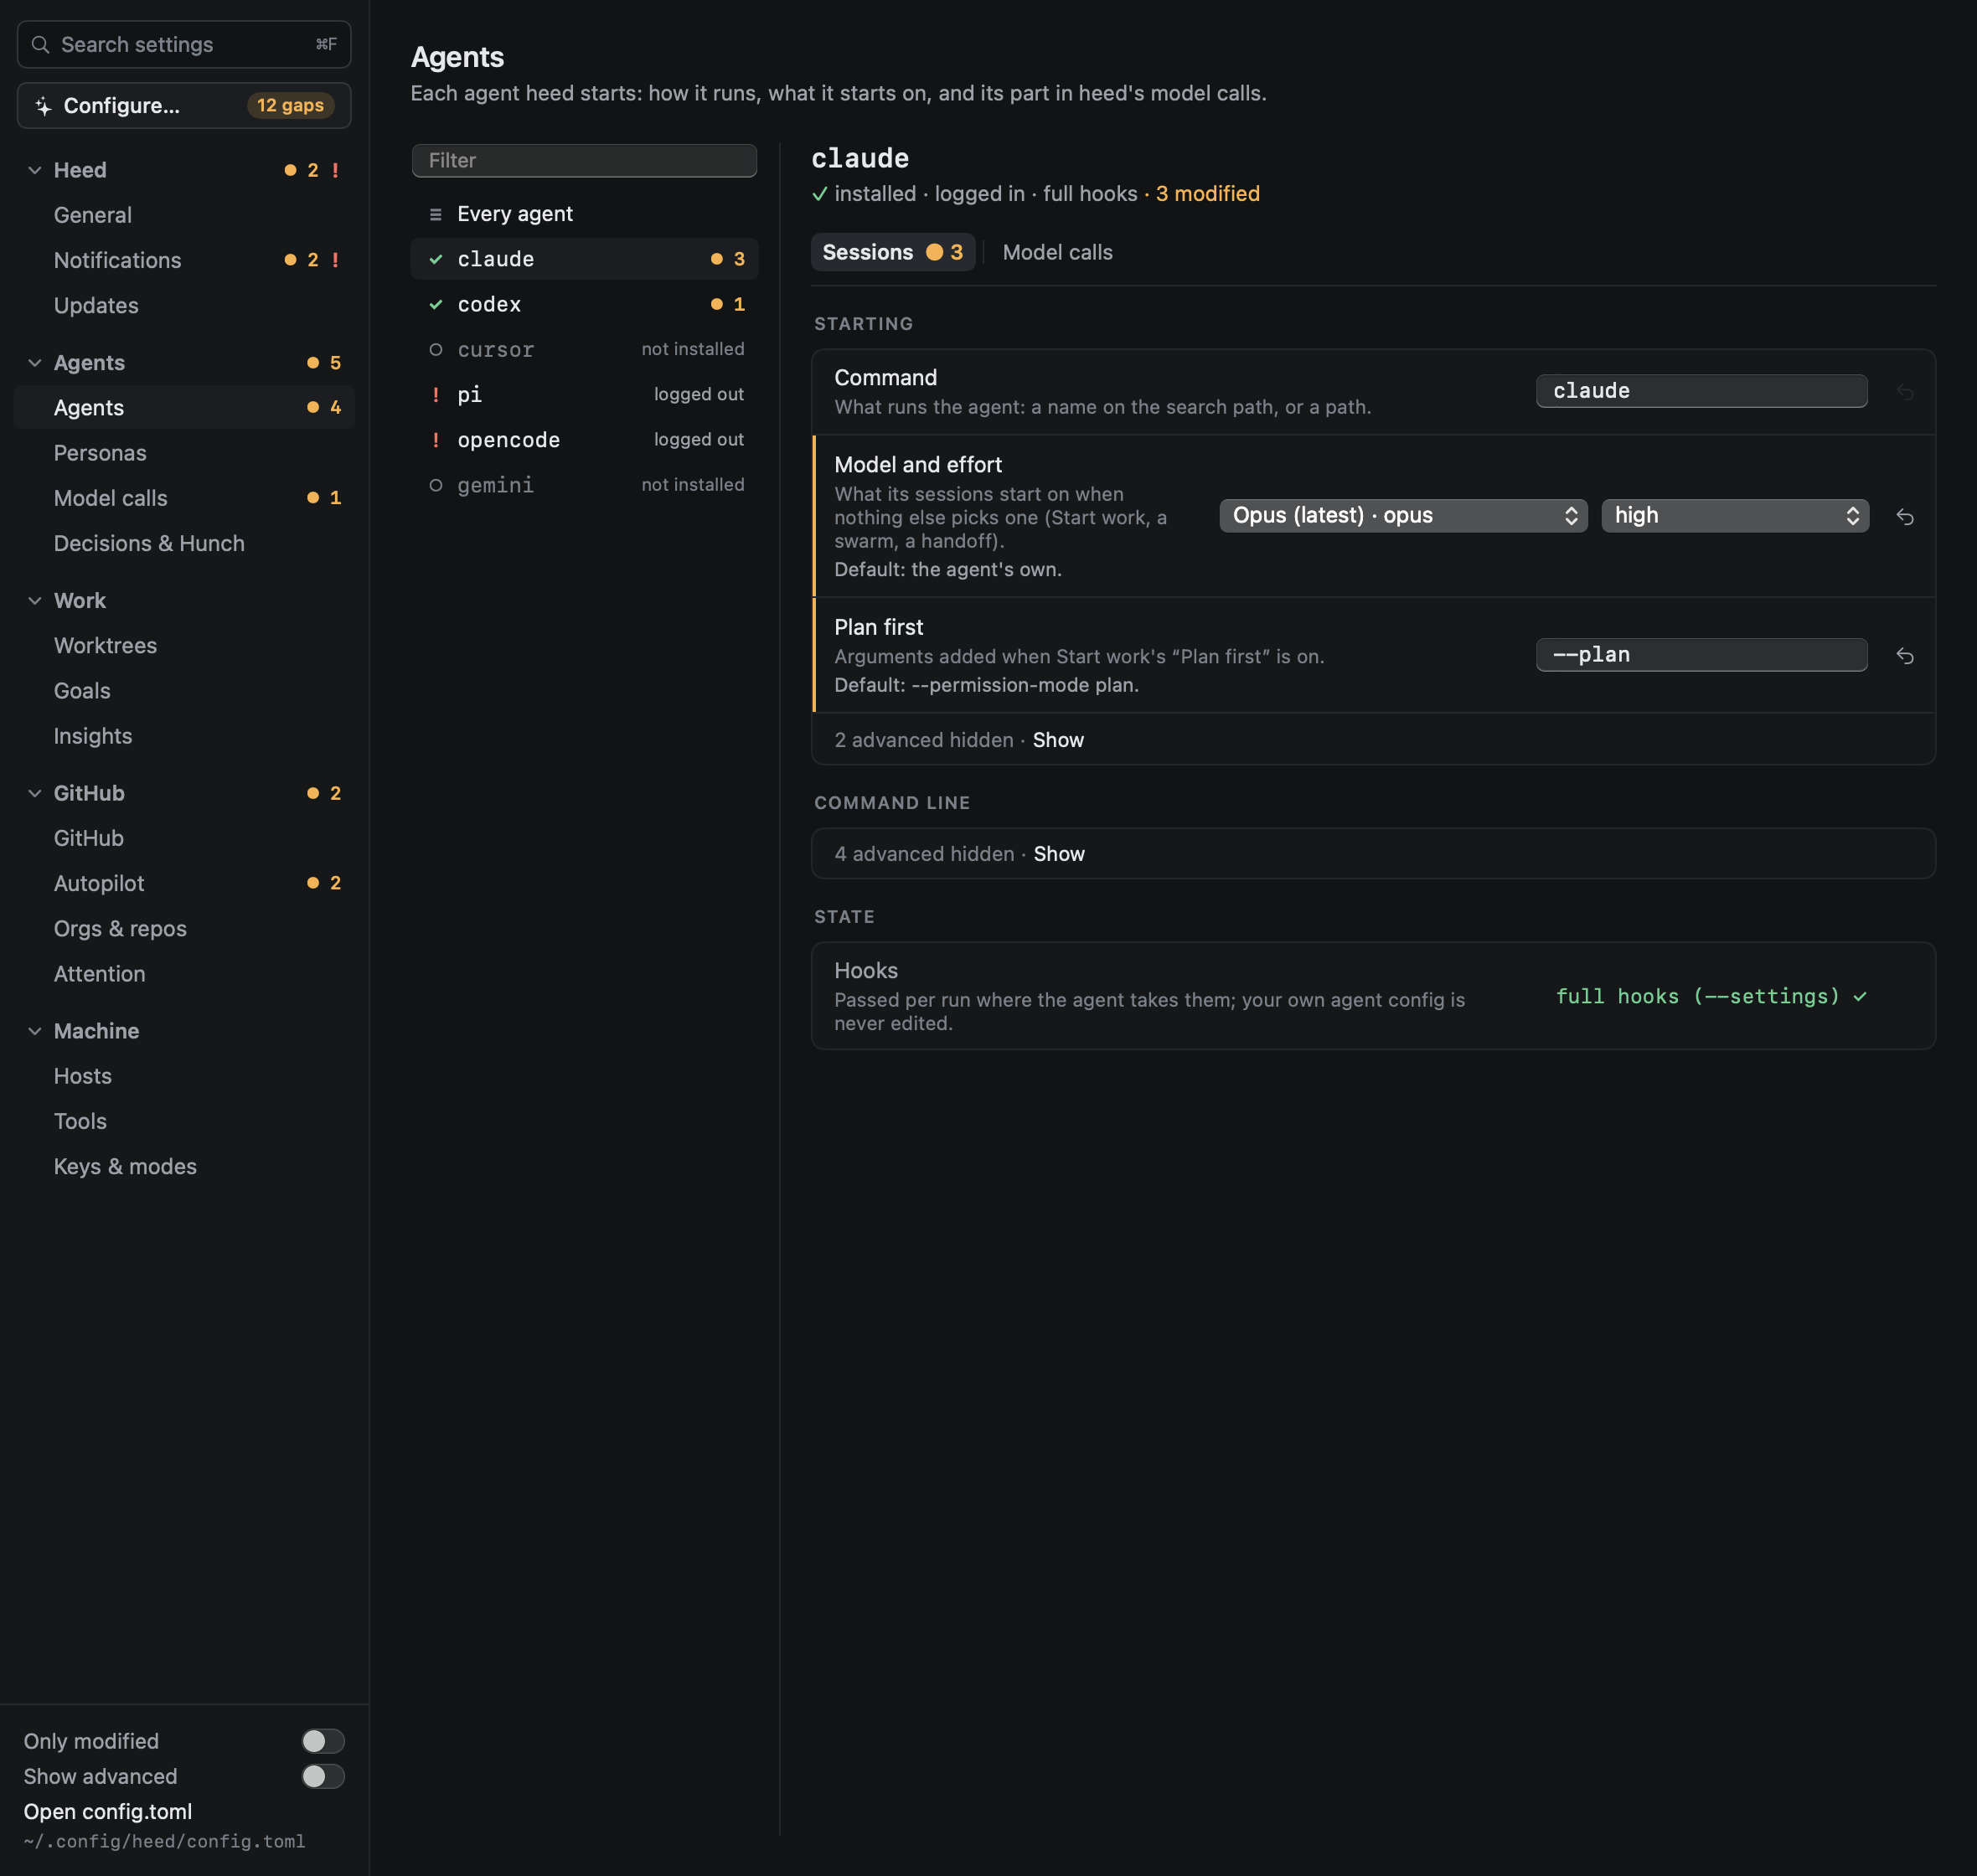 Search settings ⌘F
Configure... 12 gaps
Heed 2 !
General
Notifications 2 !
Updates
Agents 5
Agents 4
Personas
Model calls 1
Decisions & Hunch
Work
Worktrees
Goals
Insights
GitHub 2
GitHub
Autopilot 2
Orgs & repos
Attention
Machine
Hosts
Tools
Keys & modes
Only modified
Show advanced
Open config.toml
~/.config/heed/config.toml
Agents
Each agent heed starts: how it runs, what it starts on, and its part in heed's model calls.
Filter
Every agent
claude 3
codex 1
cursor not installed
! pi logged out
! opencode logged out
gemini not installed
claude
✓ installed · logged in · full hooks · 3 modified
Sessions 3 Model calls
STARTING
Command
What runs the agent: a name on the search path, or a path.
claude
Model and effort
What its sessions start on when
nothing else picks one (Start work, a
swarm, a handoff).
Default: the agent's own.
Opus (latest) · opus high
Plan first
Arguments added when Start work's “Plan first” is on.
Default: --permission-mode plan.
--plan
2 advanced hidden · Show
COMMAND LINE
4 advanced hidden · Show
STATE
Hooks
Passed per run where the agent takes them; your own agent config is
never edited.
full hooks (--settings) ✓